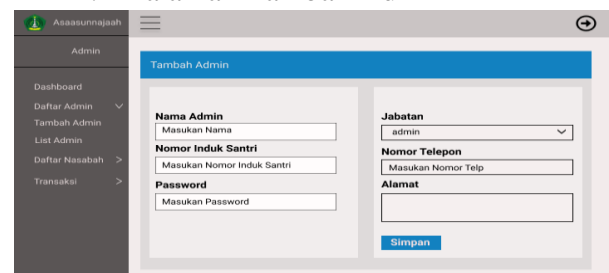 Asaasunnajaah
Admin
Dashboard
Daftar Admin
Tambah Admin
List Admin
Daftar Nasabah >
Transaksi >
Tambah Admin
Nama Admin
Masukan Nama
Nomor Induk Santri
Masukan Nomor Induk Santri
Password
Masukan Password
Jabatan
admin
Nomor Telepon
Masukan Nomor Telp
Alamat
Simpan